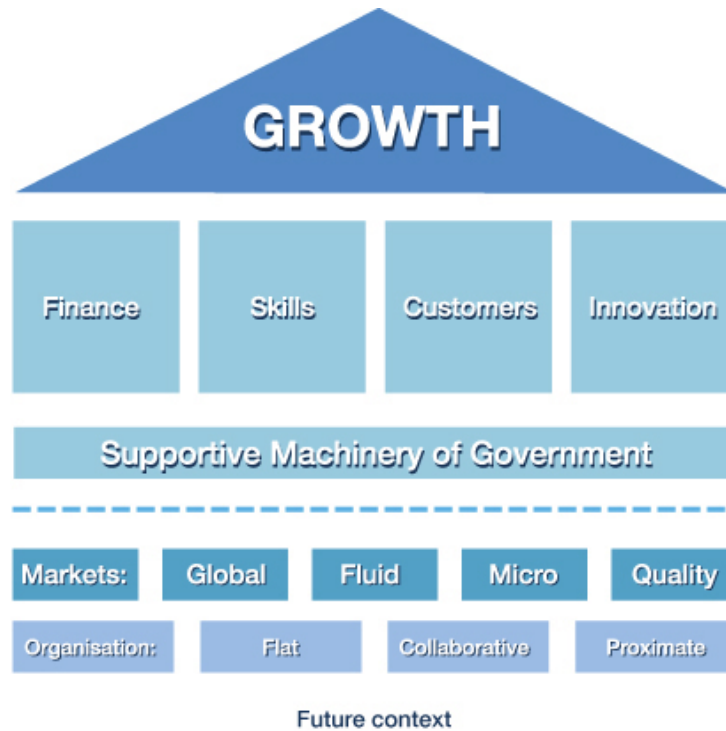 GROWTH
Finance
Skills
Customers
Innovation
Supportive Machinery of Government
Markets:
Global
Fluid
Micro
Quality
Organisation:
Flat
Collaborative
Proximate
Future context